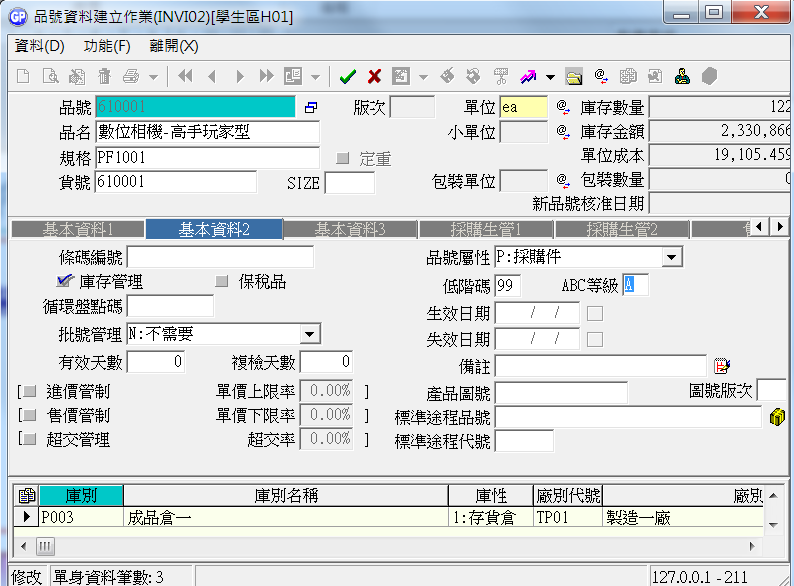 GP 品號資料建立作業(INVI02)[學生區H01]
資料(D) 功能(F) 離開(X)
品號 610001 版次 單位 ea 庫存數量 122
品名 數位相機-高手玩家型 小單位 庫存金額 2,330,866
規格 PF1001 定重 單位成本 19,105.459
貨號 610001 SIZE 包裝單位 包裝數量 0
新品號核准日期
基本資料1 基本資料2 基本資料3 採購生管1 採購生管2
條碼編號 品號屬性 P:採購件
庫存管理 保稅品 低階碼 99 ABC等級 A
循環盤點碼 生效日期 / /
批號管理 N:不需要 失效日期 / /
有效天數 0 複檢天數 0 備註
[ 進價管制 單價上限率 0.00% ] 產品圖號 圖號版次
[ 售價管制 單價下限率 0.00% ] 標準途程品號
[ 超交管理 超交率 0.00% ] 標準途程代號
庫別 庫別名稱 庫性 廠別代號 廠別
P003 成品倉一 1:存貨倉 TP01 製造一廠
修改 單身資料筆數: 3 127.0.0.1 - 211